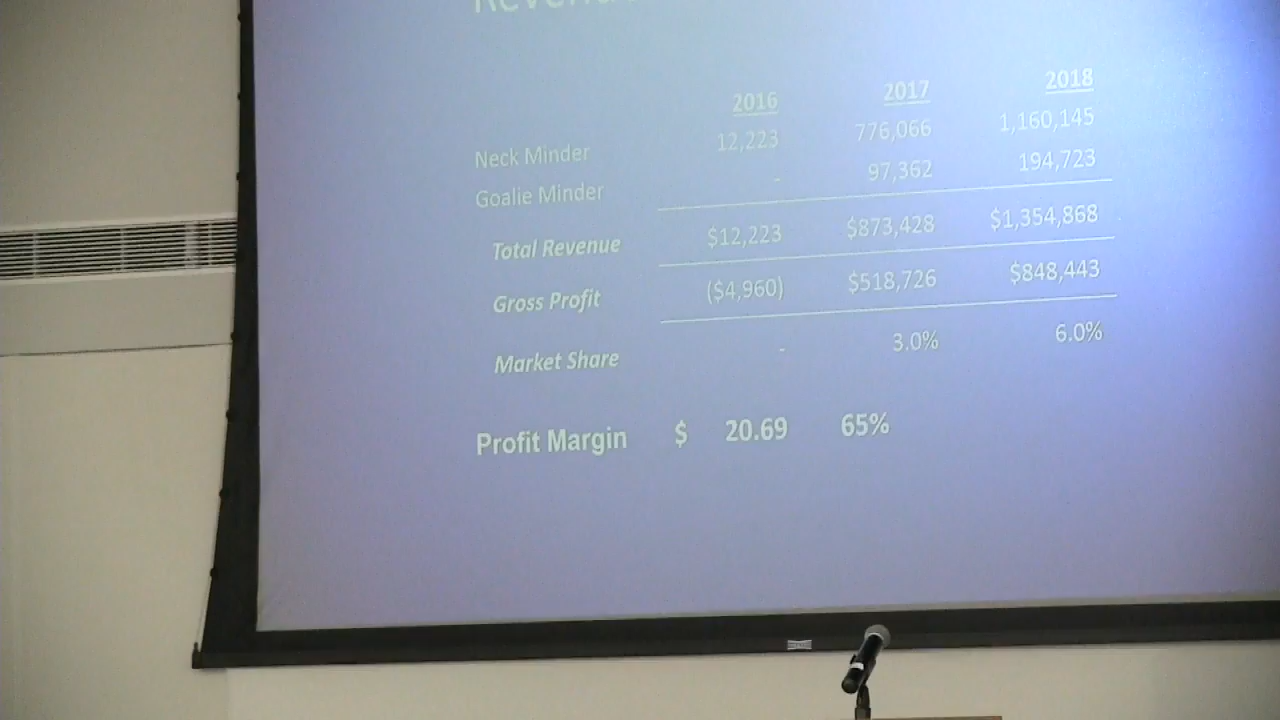 2016 2017 2018
Neck Minder 12,223 776,066 1,160,145
Goalie Minder - 97,362 194,723
Total Revenue $12,223 $873,428 $1,354,868
Gross Profit ($4,960) $518,726 $848,443
Market Share - 3.0% 6.0%
Profit Margin $ 20.69 65%